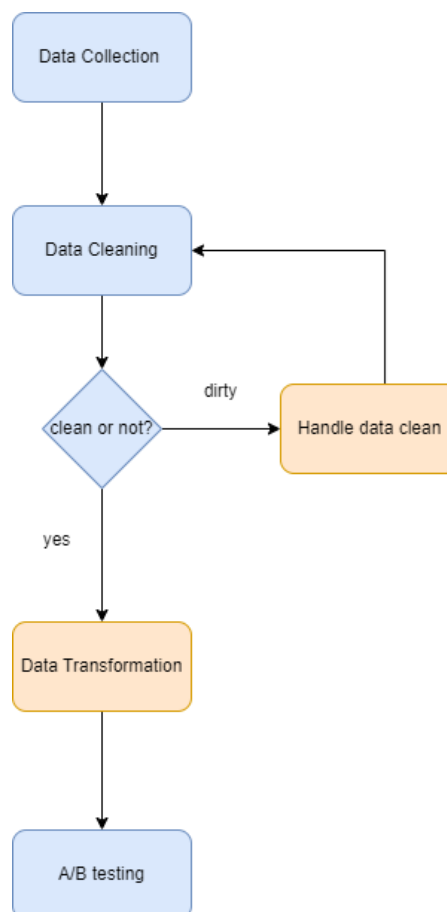 Data Collection
Data Cleaning
clean or not?
dirty
Handle data clean
yes
Data Transformation
A/B testing